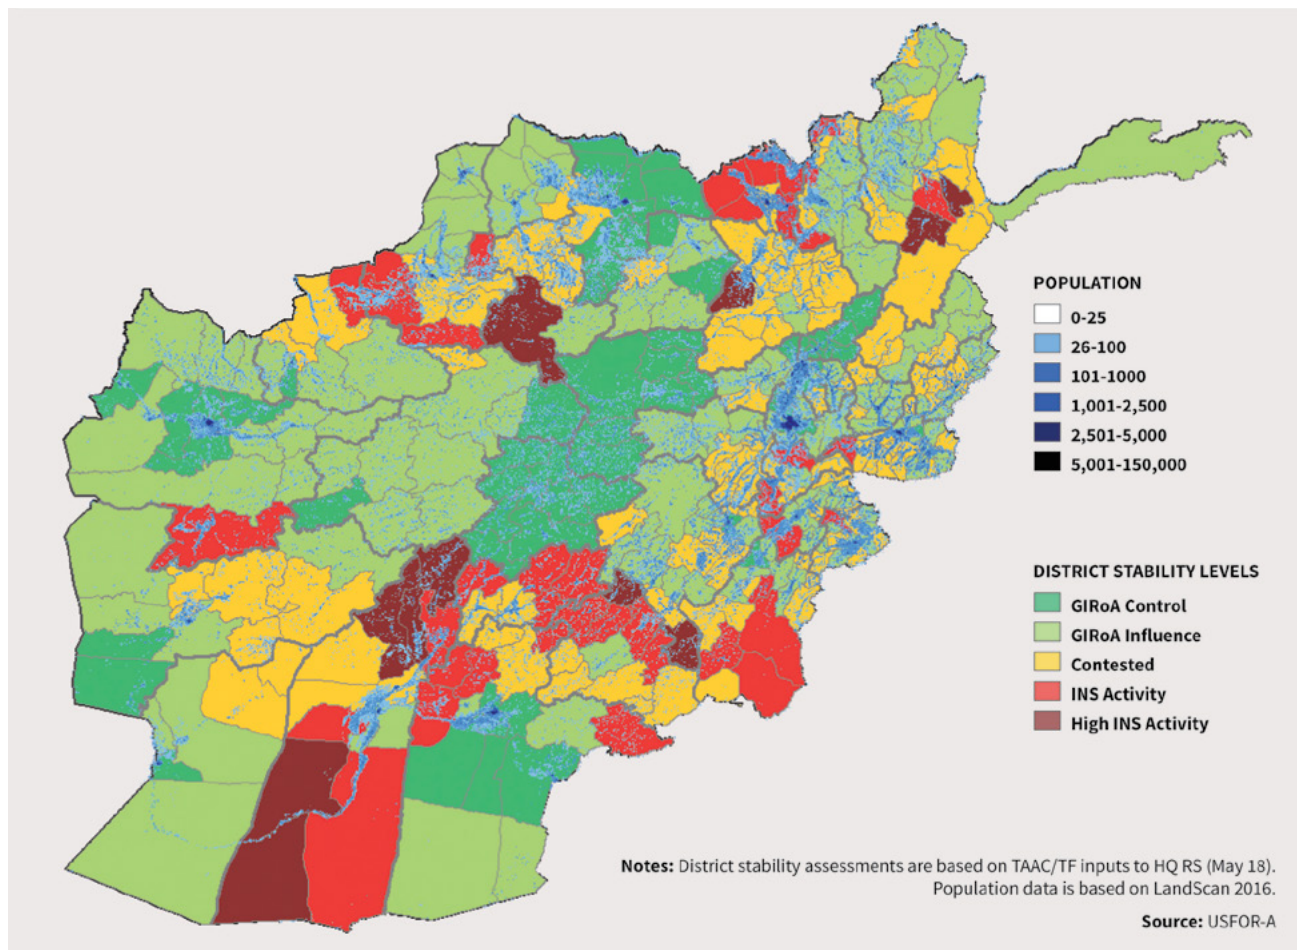 POPULATION
0-25
26-100
101-1000
1,001-2,500
2,501-5,000
5,001-150,000
DISTRICT STABILITY LEVELS
GIRoA Control
GIRoA Influence
Contested
INS Activity
High INS Activity
Notes: District stability assessments are based on TAAC/TF inputs to HQ RS (May 18).
Population data is based on LandScan 2016.
Source: USFOR-A